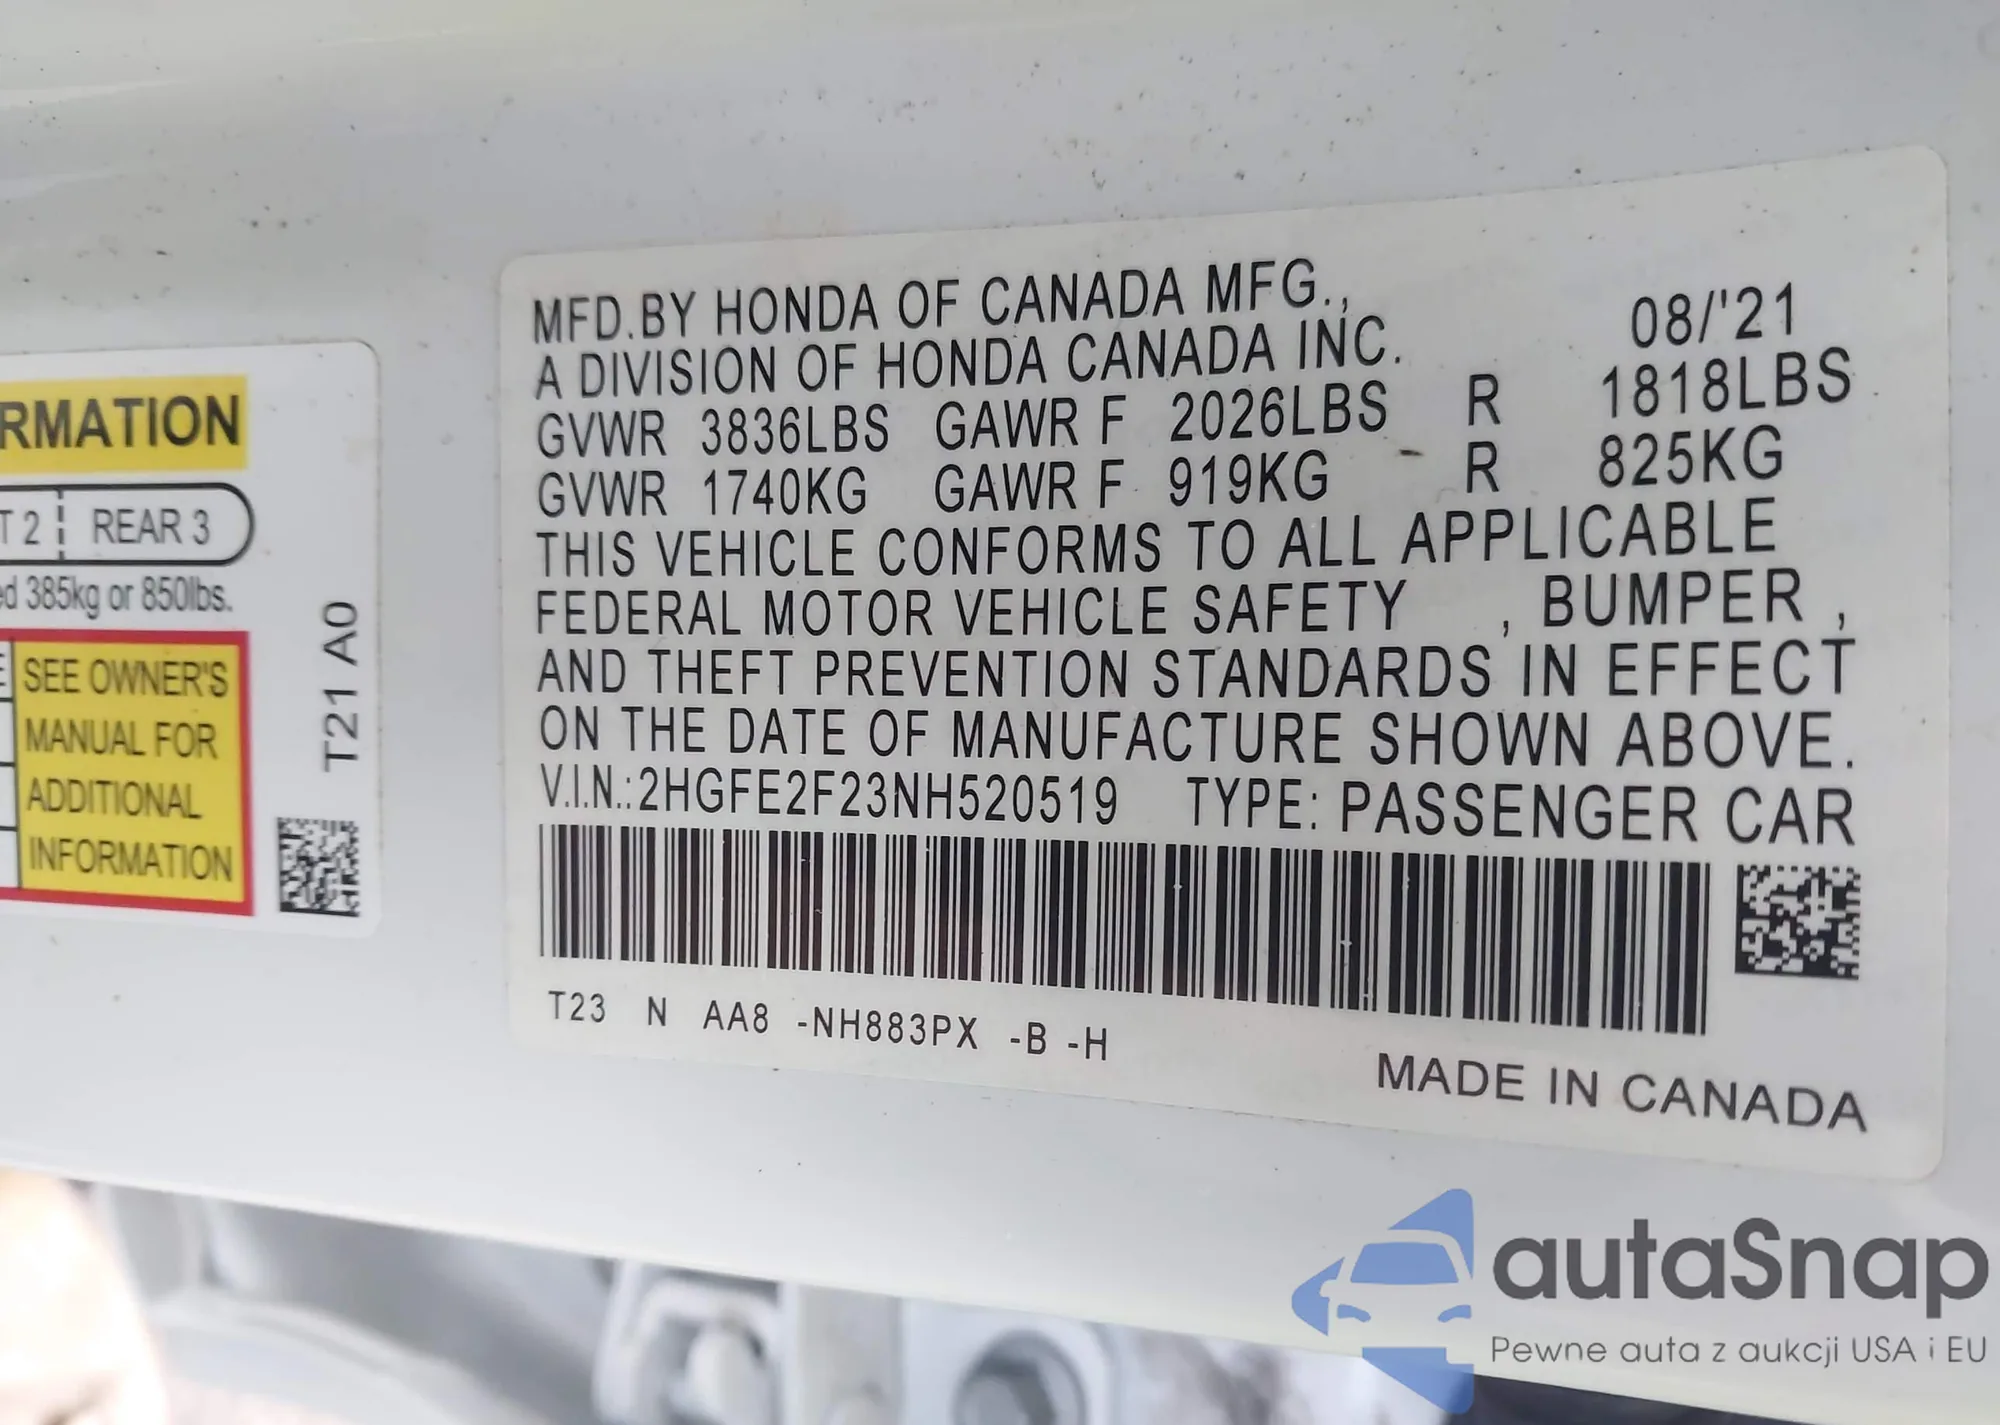 RMATION
T 2 REAR 3
ed 385kg or 850lbs.
SEE OWNER'S
MANUAL FOR
ADDITIONAL
INFORMATION
T21 A0
MFD.BY HONDA OF CANADA MFG., 08/'21
A DIVISION OF HONDA CANADA INC.
GVWR 3836LBS GAWR F 2026LBS R 1818LBS
GVWR 1740KG GAWR F 919KG R 825KG
THIS VEHICLE CONFORMS TO ALL APPLICABLE
FEDERAL MOTOR VEHICLE SAFETY , BUMPER ,
AND THEFT PREVENTION STANDARDS IN EFFECT
ON THE DATE OF MANUFACTURE SHOWN ABOVE.
V.I.N.:2HGFE2F23NH520519 TYPE: PASSENGER CAR
T23 N AA8 -NH883PX -B -H
MADE IN CANADA
autaSnap
Pewne auta z aukcji USA i EU